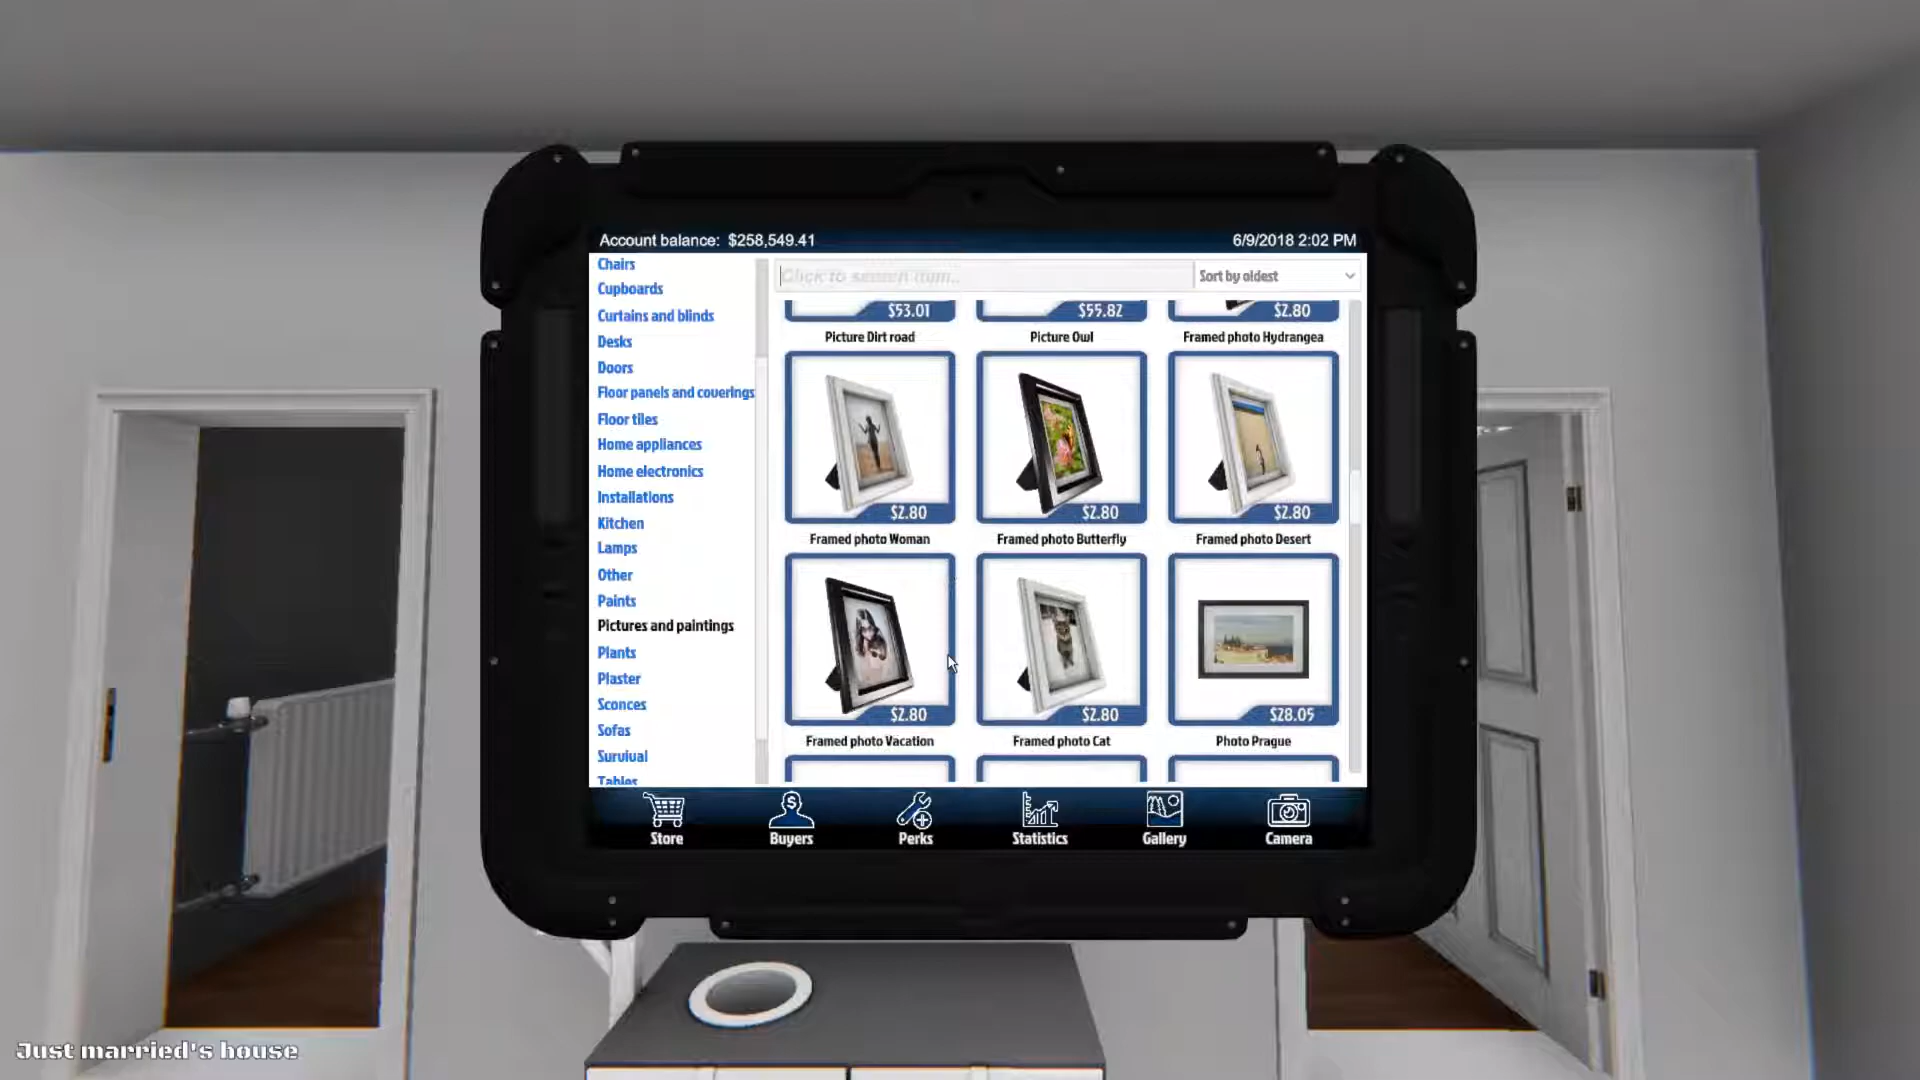 Account balance: $258,549.41
6/9/2018 2:02 PM
Chairs
Cupboards
Curtains and blinds
Desks
Doors
Floor panels and coverings
Floor tiles
Home appliances
Home electronics
Installations
Kitchen
Lamps
Other
Paints
Pictures and paintings
Plants
Plaster
Sconces
Sofas
Survival
Tables
Click to search item...
Sort by oldest
$53.01
$55.82
$2.80
Picture Dirt road
Picture Owl
Framed photo Hydrangea
$2.80
$2.80
$2.80
Framed photo Woman
Framed photo Butterfly
Framed photo Desert
$2.80
$2.80
$28.05
Framed photo Vacation
Framed photo Cat
Photo Prague
Store
Buyers
Perks
Statistics
Gallery
Camera
Just married's house